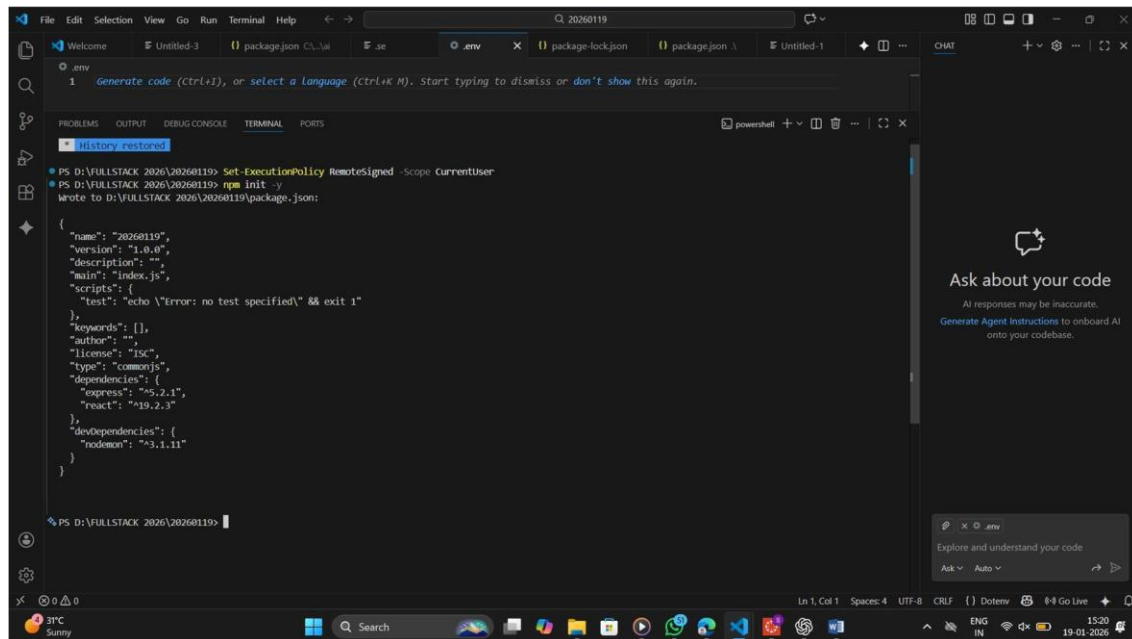 File Edit Selection View Go Run Terminal Help
20260119
Welcome
Untitled-3
package.json C:\...\ai
.se
.env
package-lock.json
package.json .\
Untitled-1
CHAT
.env
1 Generate code (Ctrl+I), or select a language (Ctrl+K M). Start typing to dismiss or don't show this again.
PROBLEMS OUTPUT DEBUG CONSOLE TERMINAL PORTS
powershell
* History restored
PS D:\FULLSTACK 2026\20260119> Set-ExecutionPolicy RemoteSigned -Scope CurrentUser
PS D:\FULLSTACK 2026\20260119> npm init -y
Wrote to D:\FULLSTACK 2026\20260119\package.json:
{
"name": "20260119",
"version": "1.0.0",
"description": "",
"main": "index.js",
"scripts": {
"test": "echo \"Error: no test specified\" && exit 1"
},
"keywords": [],
"author": "",
"license": "ISC",
"type": "commonjs",
"dependencies": {
"express": "^5.2.1",
"react": "^19.2.3"
},
"devDependencies": {
"nodemon": "^3.1.11"
}
}
PS D:\FULLSTACK 2026\20260119>
Ask about your code
AI responses may be inaccurate.
Generate Agent Instructions to onboard AI
onto your codebase.
.env
Explore and understand your code
Ask Auto
0 0
Ln 1, Col 1 Spaces: 4 UTF-8 CRLF {} Dotenv Go Live
31°C
Sunny
Search
ENG
IN
15:20
19-01-2026